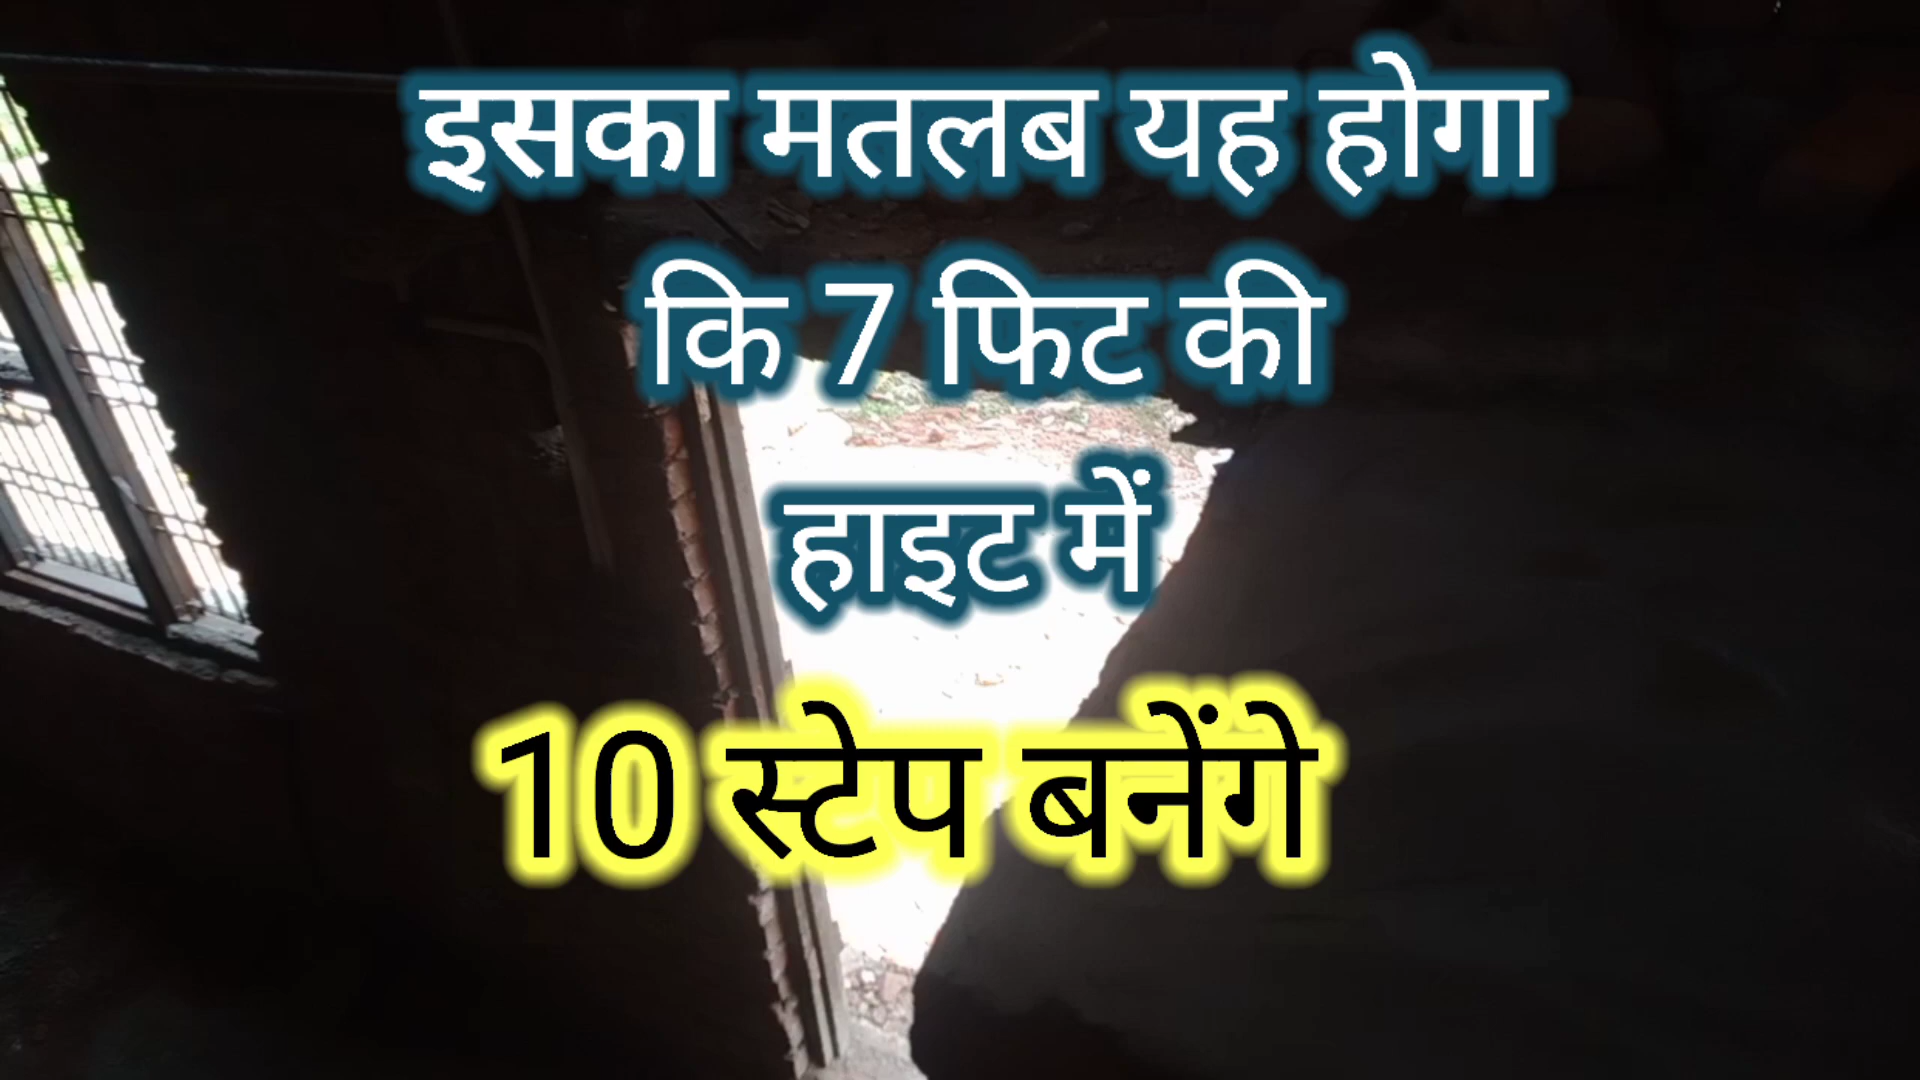 इसका मतलब यह होगा
कि 7 फिट की
हाइट में
10 स्टेप बनेंगे